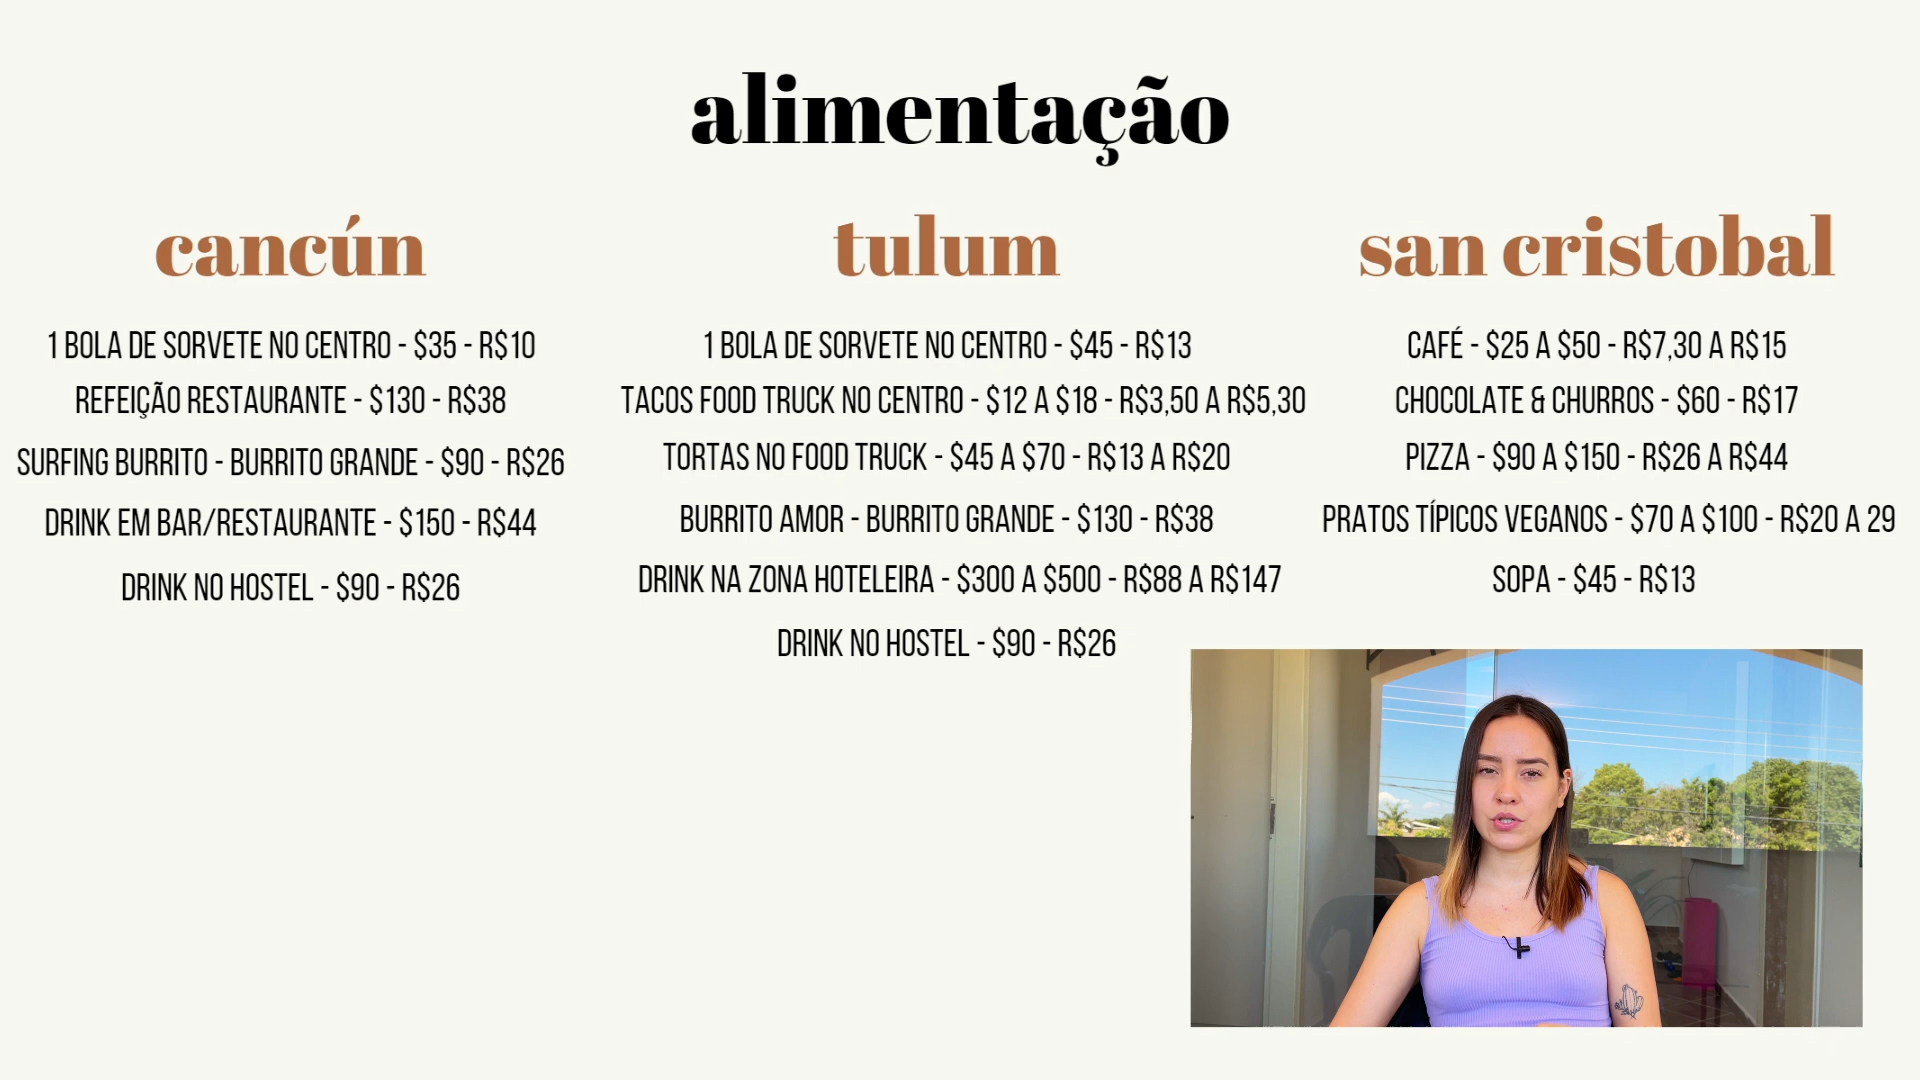 alimentação
cancún
1 BOLA DE SORVETE NO CENTRO - $35 - R$10
REFEIÇÃO RESTAURANTE - $130 - R$38
SURFING BURRITO - BURRITO GRANDE - $90 - R$26
DRINK EM BAR/RESTAURANTE - $150 - R$44
DRINK NO HOSTEL - $90 - R$26
tulum
1 BOLA DE SORVETE NO CENTRO - $45 - R$13
TACOS FOOD TRUCK NO CENTRO - $12 A $18 - R$3,50 A R$5,30
TORTAS NO FOOD TRUCK - $45 A $70 - R$13 A R$20
BURRITO AMOR - BURRITO GRANDE - $130 - R$38
DRINK NA ZONA HOTELEIRA - $300 A $500 - R$88 A R$147
DRINK NO HOSTEL - $90 - R$26
san cristobal
CAFÉ - $25 A $50 - R$7,30 A R$15
CHOCOLATE & CHURROS - $60 - R$17
PIZZA - $90 A $150 - R$26 A R$44
PRATOS TÍPICOS VEGANOS - $70 A $100 - R$20 A 29
SOPA - $45 - R$13